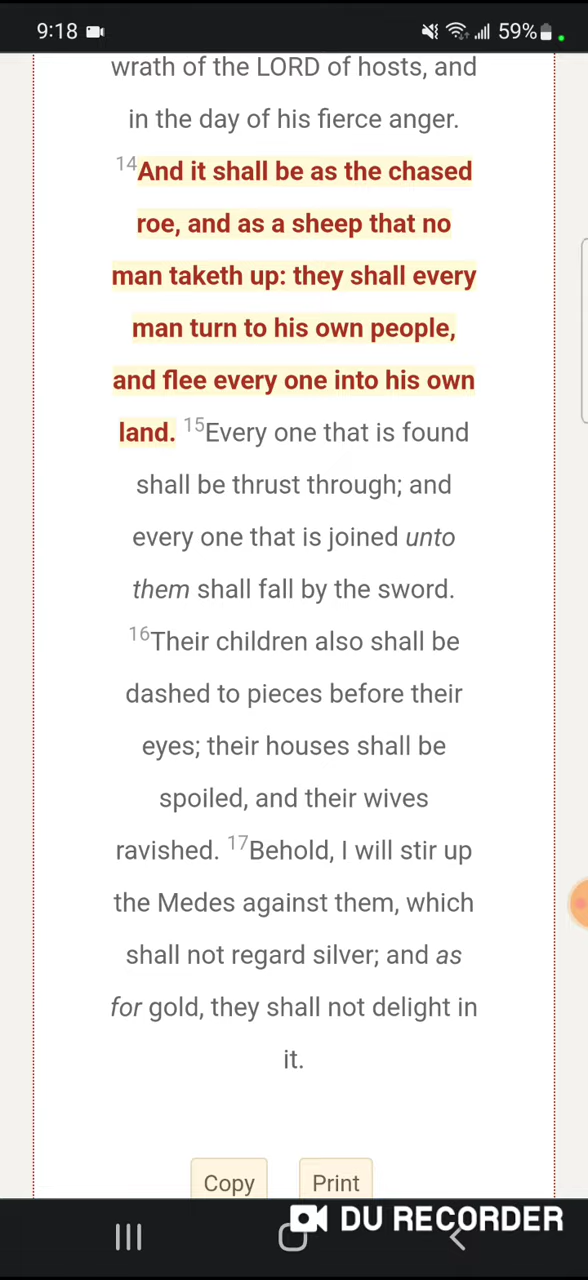 9:18 59%
wrath of the LORD of hosts, and
in the day of his fierce anger.
14And it shall be as the chased
roe, and as a sheep that no
man taketh up: they shall every
man turn to his own people,
and flee every one into his own
land. 15Every one that is found
shall be thrust through; and
every one that is joined unto
them shall fall by the sword.
16Their children also shall be
dashed to pieces before their
eyes; their houses shall be
spoiled, and their wives
ravished. 17Behold, I will stir up
the Medes against them, which
shall not regard silver; and as
for gold, they shall not delight in
it.
Copy Print
DU RECORDER